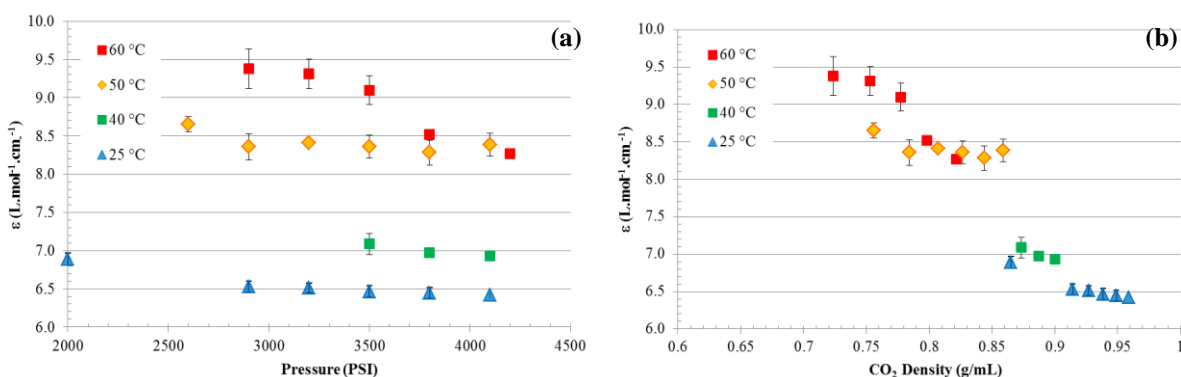 (a)
10.0
9.5
9.0
8.5
8.0
7.5
7.0
6.5
6.0
ε (L.mol⁻¹.cm⁻¹)
60 °C
50 °C
40 °C
25 °C
2000 2500 3000 3500 4000 4500
Pressure (PSI)
(b)
10.0
9.5
9.0
8.5
8.0
7.5
7.0
6.5
6.0
ε (L.mol⁻¹.cm⁻¹)
60 °C
50 °C
40 °C
25 °C
0.6 0.65 0.7 0.75 0.8 0.85 0.9 0.95 1
CO₂ Density (g/mL)